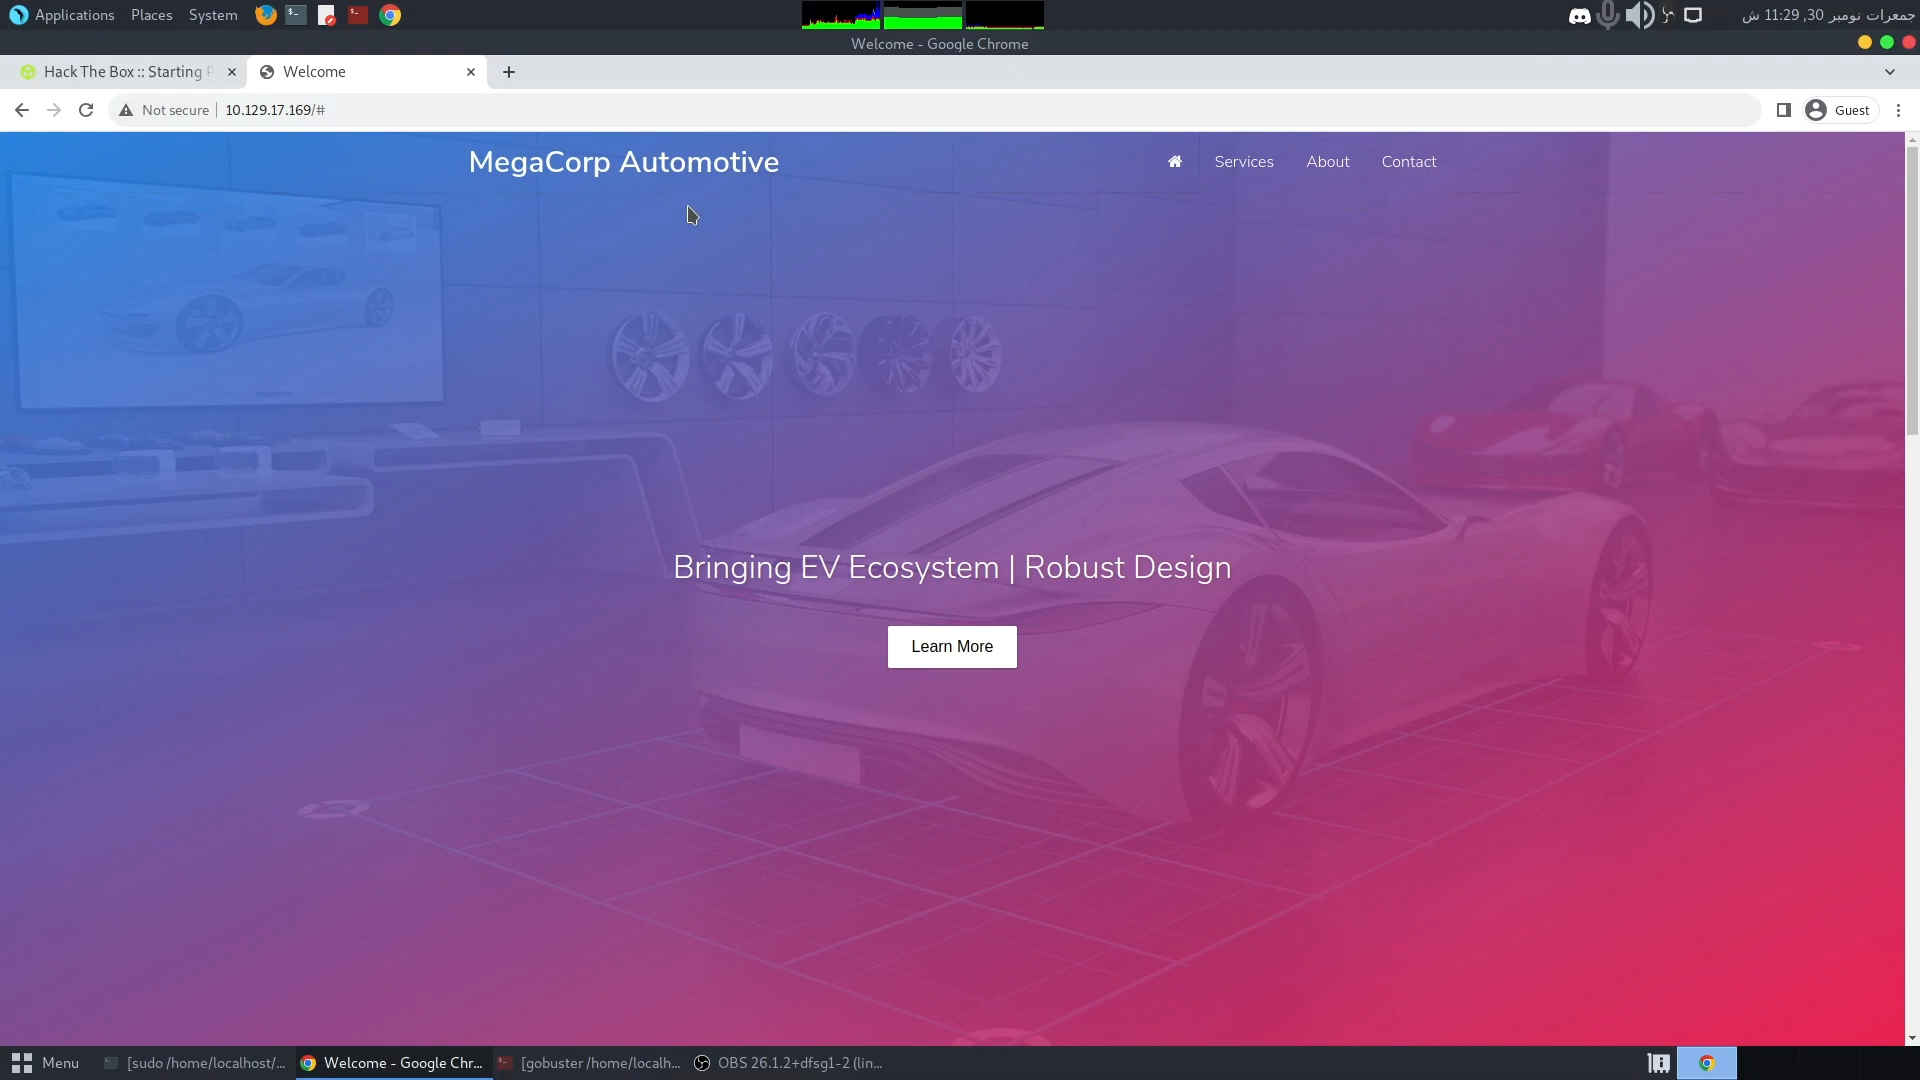 Applications Places System
جمعرات نومبر 30, 11:29 ش
Welcome - Google Chrome
Hack The Box :: Starting P
Welcome
Not secure 10.129.17.169/#
Guest
MegaCorp Automotive
Services About Contact
Bringing EV Ecosystem | Robust Design
Learn More
Menu [sudo /home/localhost/... Welcome - Google Chr... [gobuster /home/localh... OBS 26.1.2+dfsg1-2 (lin...